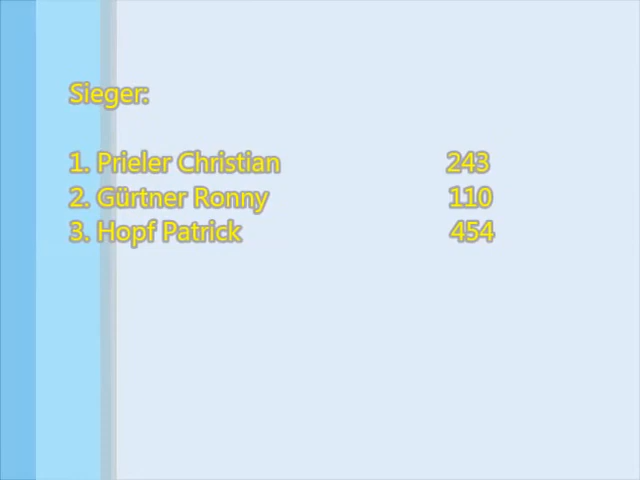 Sieger:
1. Prieler Christian 243
2. Gürtner Ronny 110
3. Hopf Patrick 454